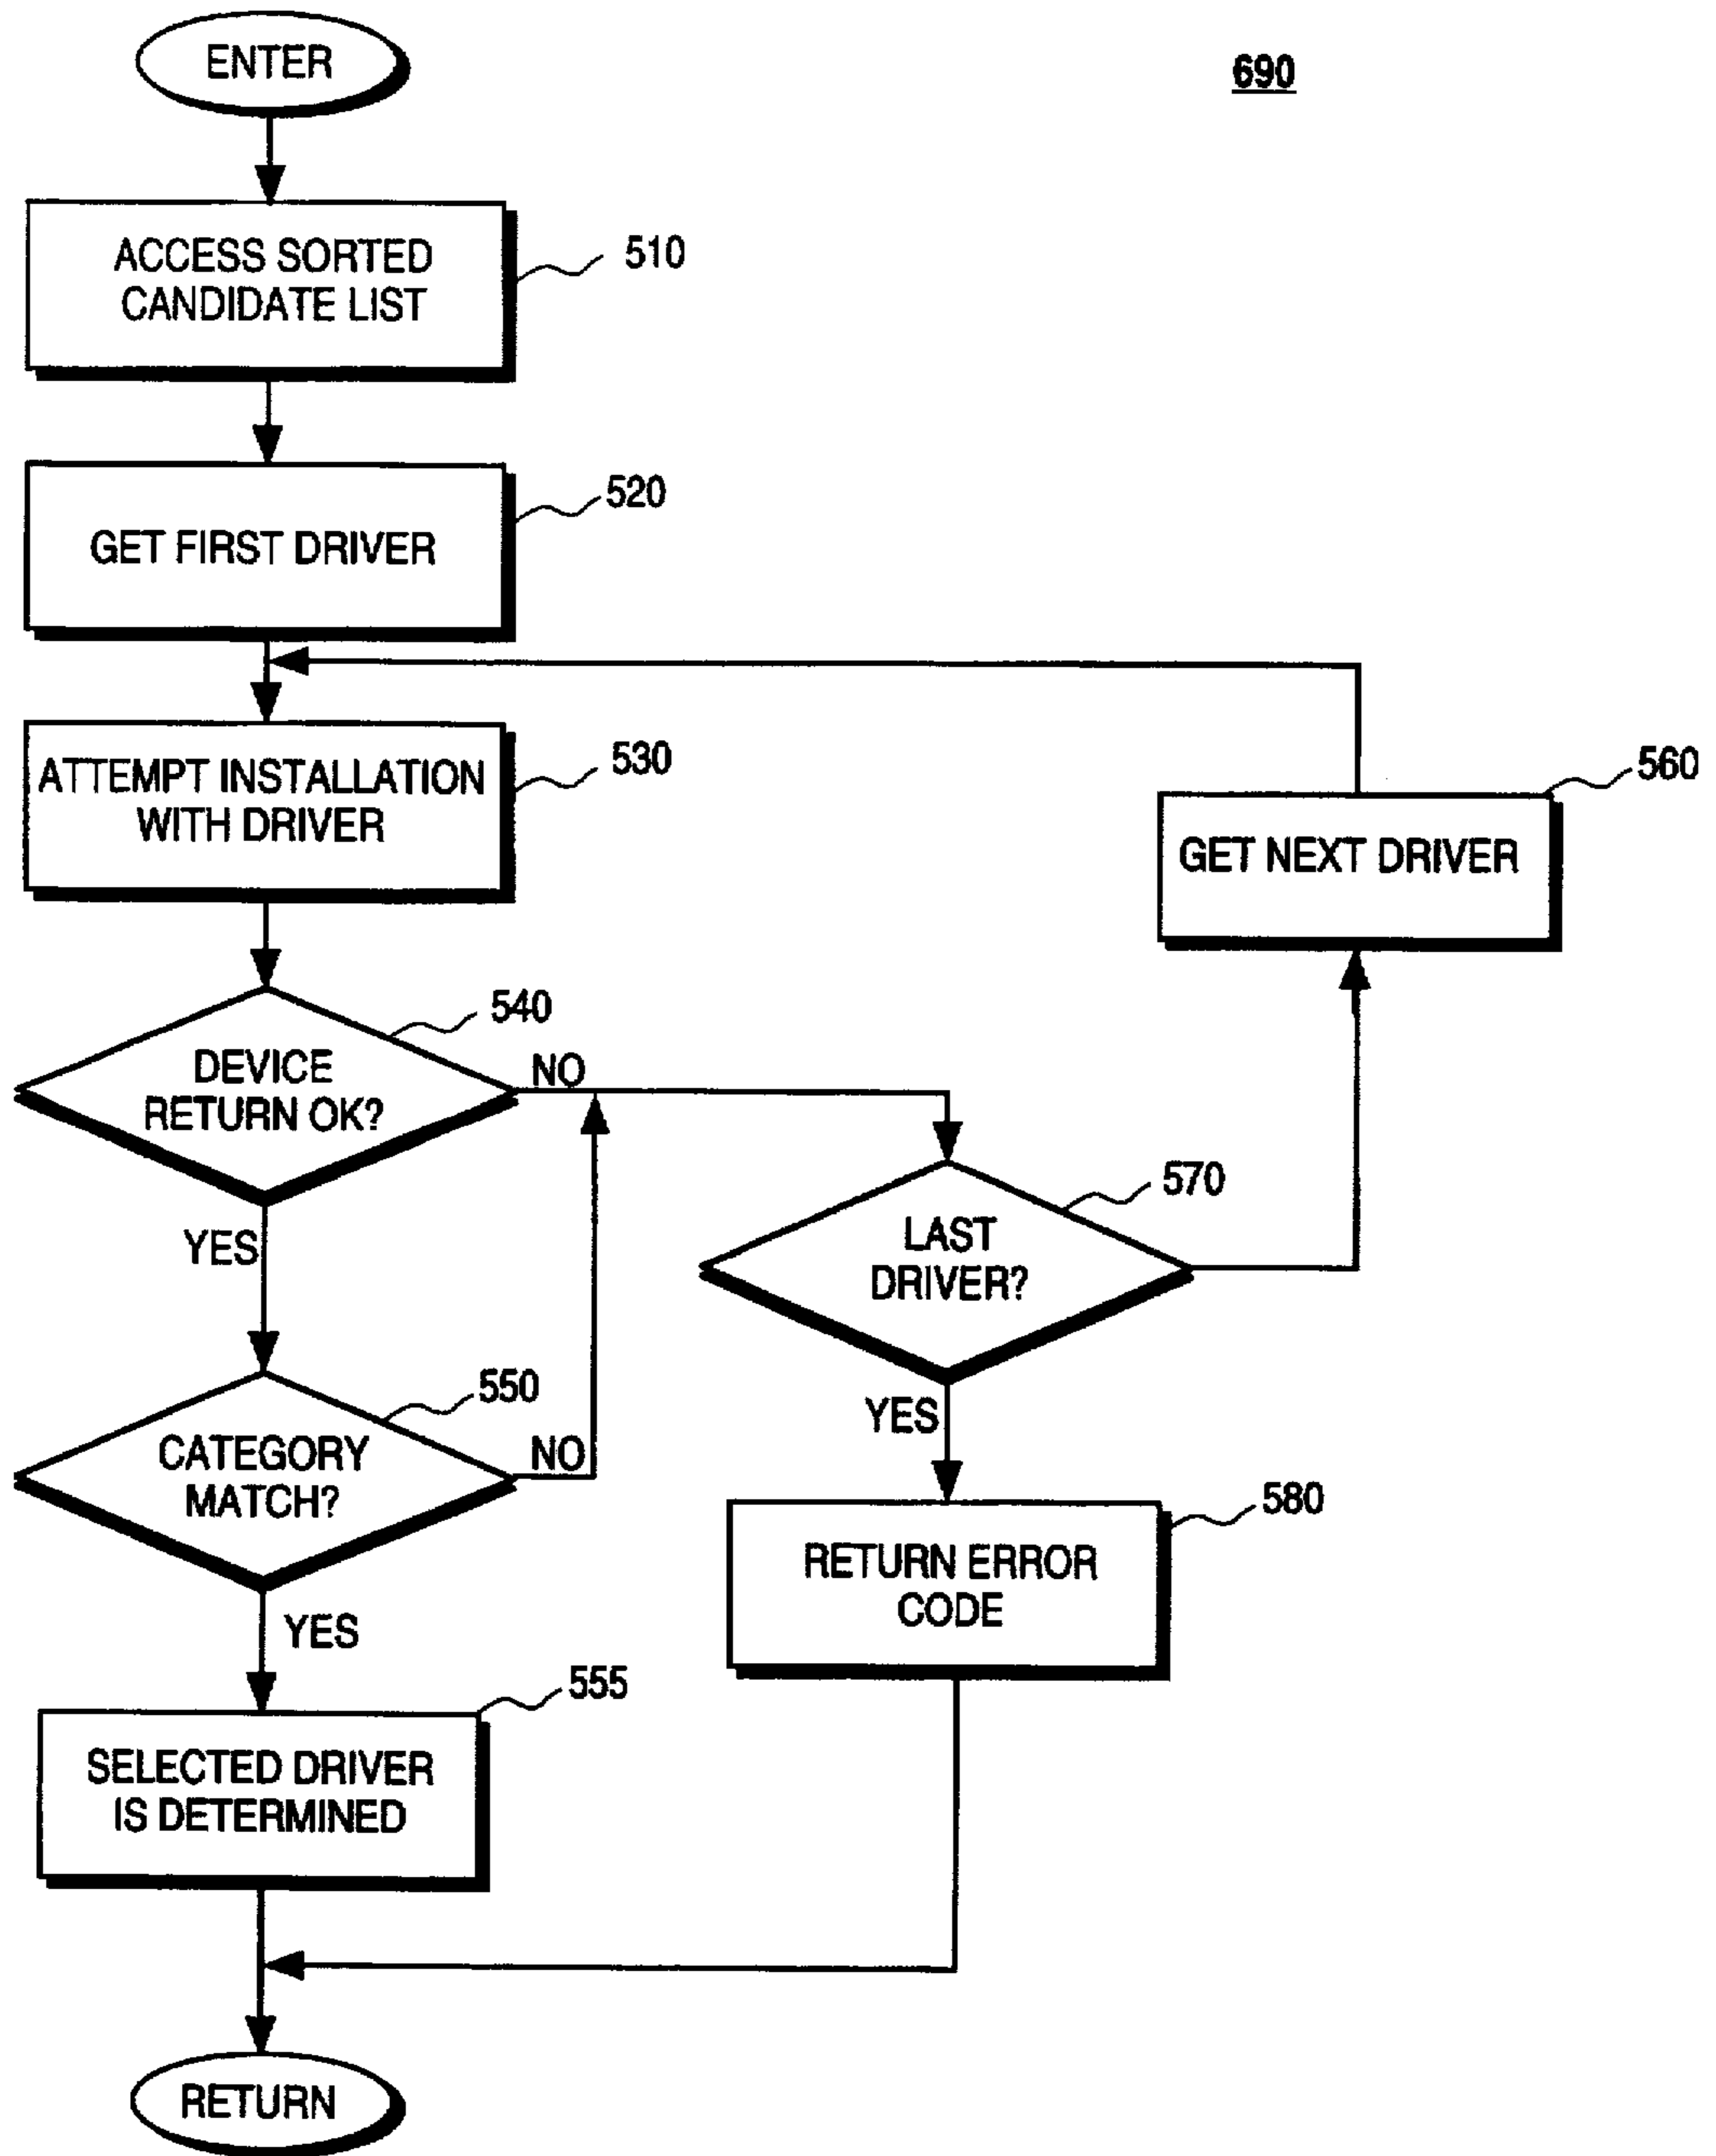 ENTER
690
ACCESS SORTED
CANDIDATE LIST
510
GET FIRST DRIVER
520
ATTEMPT INSTALLATION
WITH DRIVER
530
GET NEXT DRIVER
560
DEVICE
RETURN OK?
540
NO
YES
LAST
DRIVER?
570
YES
CATEGORY
MATCH?
550
NO
YES
RETURN ERROR
CODE
580
SELECTED DRIVER
IS DETERMINED
555
RETURN